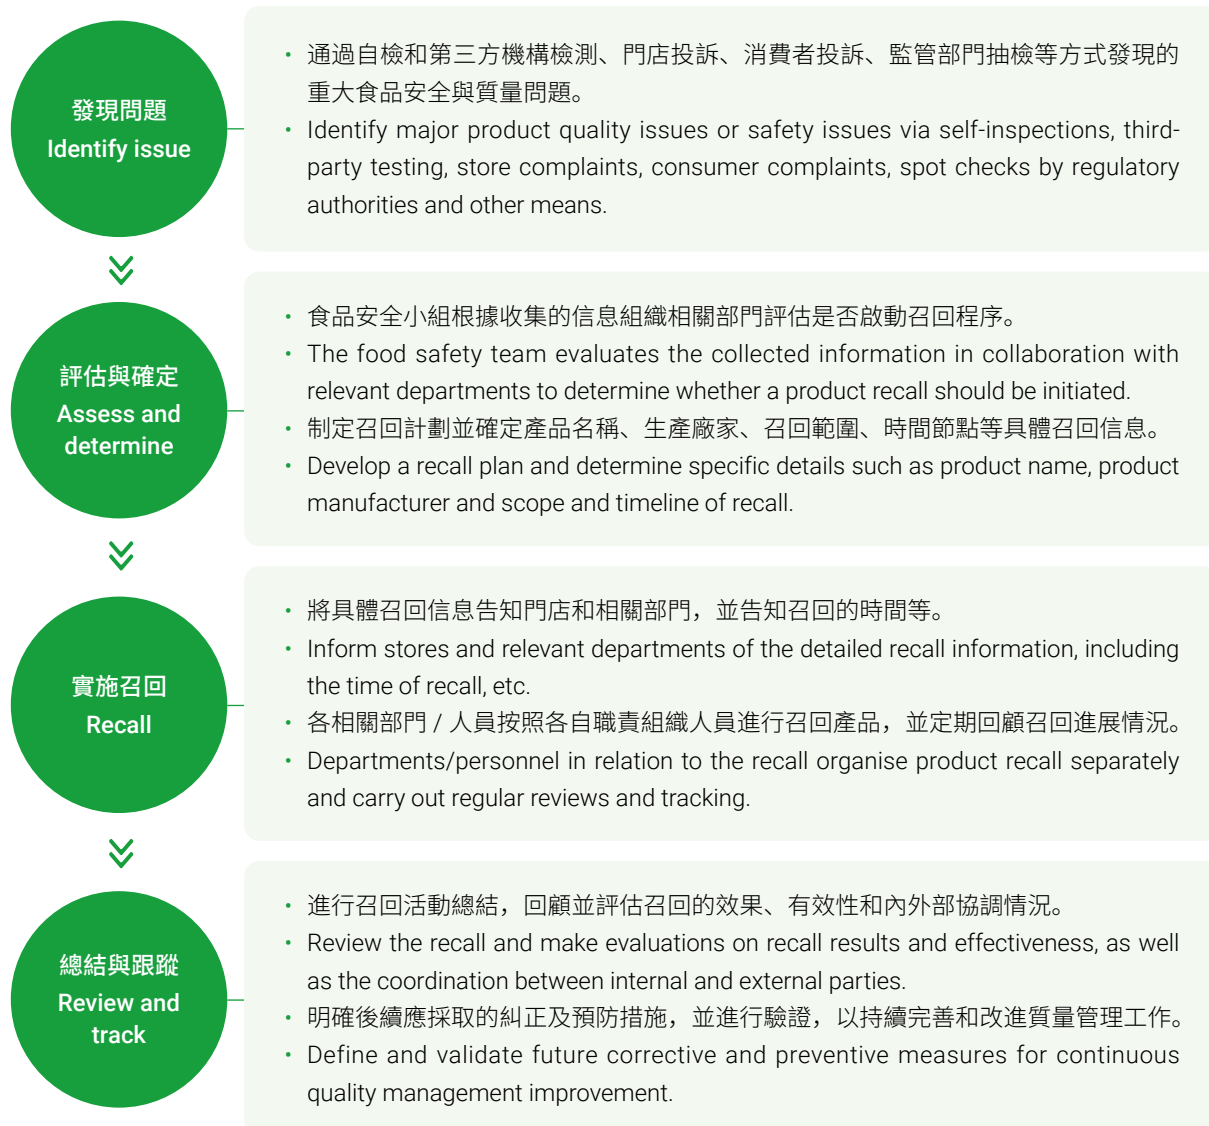 發現問題
Identify issue
• 通過自檢和第三方機構檢測、門店投訴、消費者投訴、監管部門抽檢等方式發現的
重大食品安全與質量問題。
• Identify major product quality issues or safety issues via self-inspections, third-
party testing, store complaints, consumer complaints, spot checks by regulatory
authorities and other means.
評估與確定
Assess and
determine
• 食品安全小組根據收集的信息組織相關部門評估是否啟動召回程序。
• The food safety team evaluates the collected information in collaboration with
relevant departments to determine whether a product recall should be initiated.
• 制定召回計劃並確定產品名稱、生產廠家、召回範圍、時間節點等具體召回信息。
• Develop a recall plan and determine specific details such as product name, product
manufacturer and scope and timeline of recall.
實施召回
Recall
• 將具體召回信息告知門店和相關部門，並告知召回的時間等。
• Inform stores and relevant departments of the detailed recall information, including
the time of recall, etc.
• 各相關部門 / 人員按照各自職責組織人員進行召回產品，並定期回顧召回進展情況。
• Departments/personnel in relation to the recall organise product recall separately
and carry out regular reviews and tracking.
總結與跟蹤
Review and
track
• 進行召回活動總結，回顧並評估召回的效果、有效性和內外部協調情況。
• Review the recall and make evaluations on recall results and effectiveness, as well
as the coordination between internal and external parties.
• 明確後續應採取的糾正及預防措施，並進行驗證，以持續完善和改進質量管理工作。
• Define and validate future corrective and preventive measures for continuous
quality management improvement.